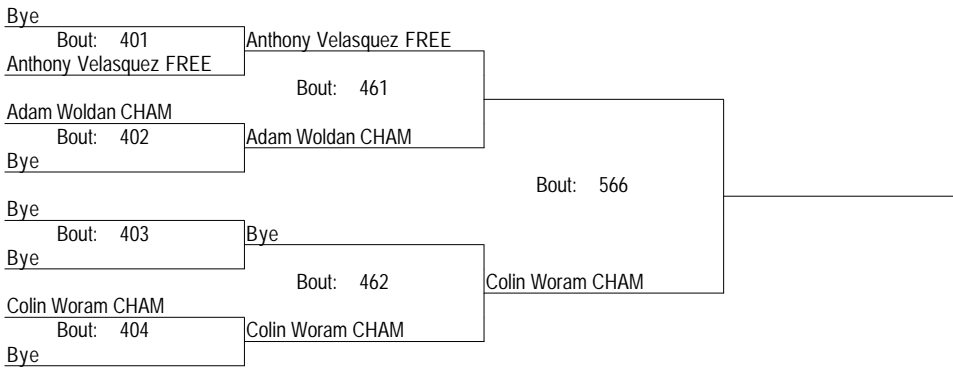 Bye
Bout: 401
Anthony Velasquez FREE
Anthony Velasquez FREE
Bout: 461
Adam Woldan CHAM
Bout: 402
Adam Woldan CHAM
Bye
Bout: 566
Bye
Bout: 403
Bye
Bye
Bout: 462
Colin Woram CHAM
Colin Woram CHAM
Bout: 404
Colin Woram CHAM
Bye